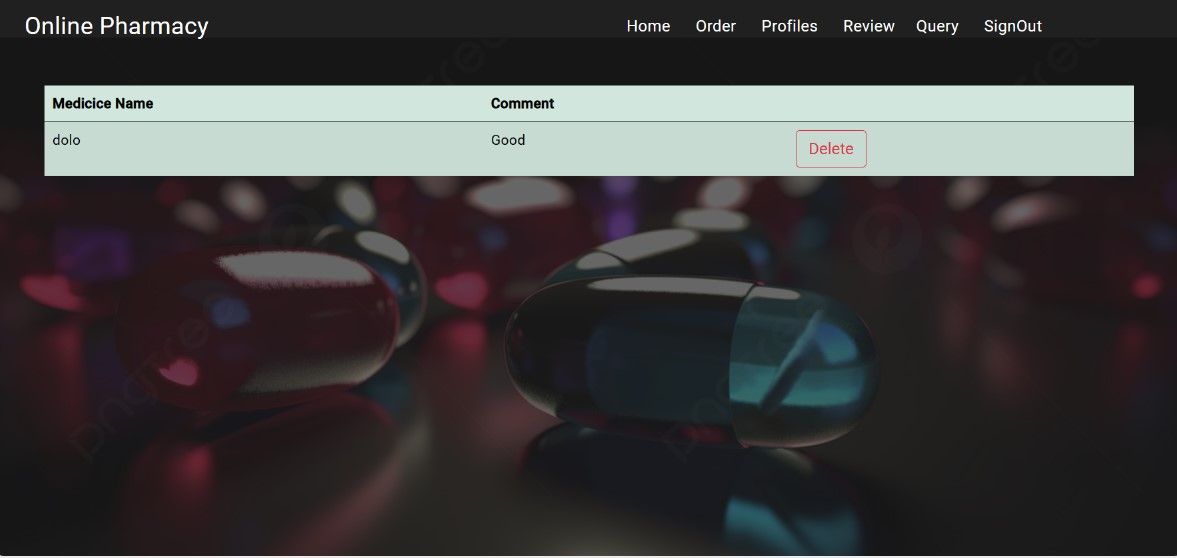 Online Pharmacy Home Order Profiles Review Query SignOut
Medicice Name Comment
dolo Good Delete